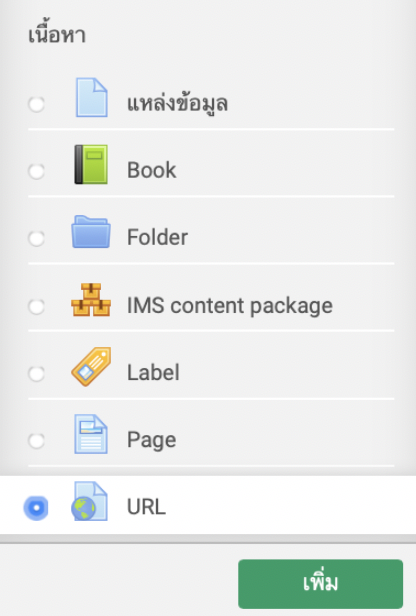 เนื้อหา
แหล่งข้อมูล
Book
Folder
IMS content package
Label
Page
URL
เพิ่ม